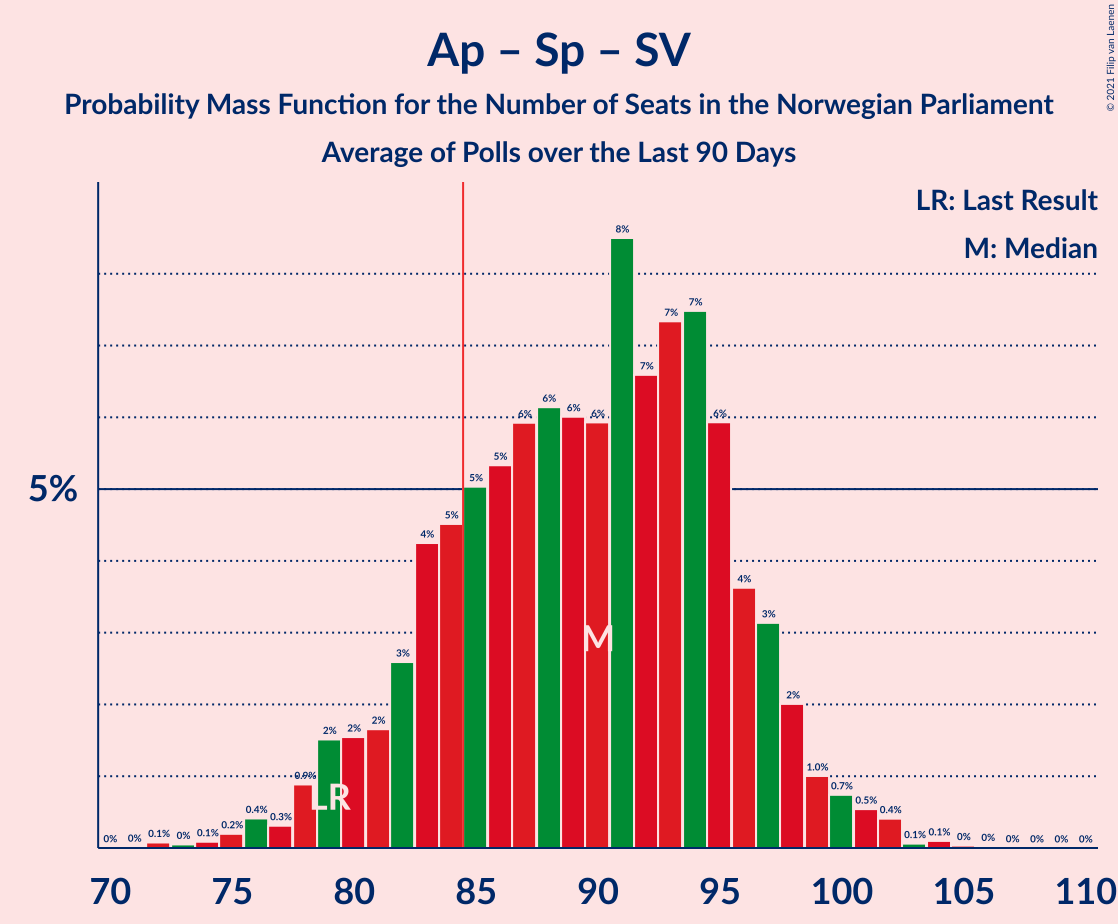 Ap – Sp – SV
Probability Mass Function for the Number of Seats in the Norwegian Parliament
Average of Polls over the Last 90 Days
© 2021 Filip van Laenen
LR: Last Result
M: Median
5%
0% 0% 0.1% 0% 0.1% 0.2% 0.4% 0.3% 0.9% 2% 2% 2% 3% 4% 5% 5% 5% 6% 6% 6% 6% 8% 7% 7% 7% 6% 4% 3% 2% 1.0% 0.7% 0.5% 0.4% 0.1% 0.1% 0% 0% 0% 0% 0% 0%
M
LR
70 75 80 85 90 95 100 105 110